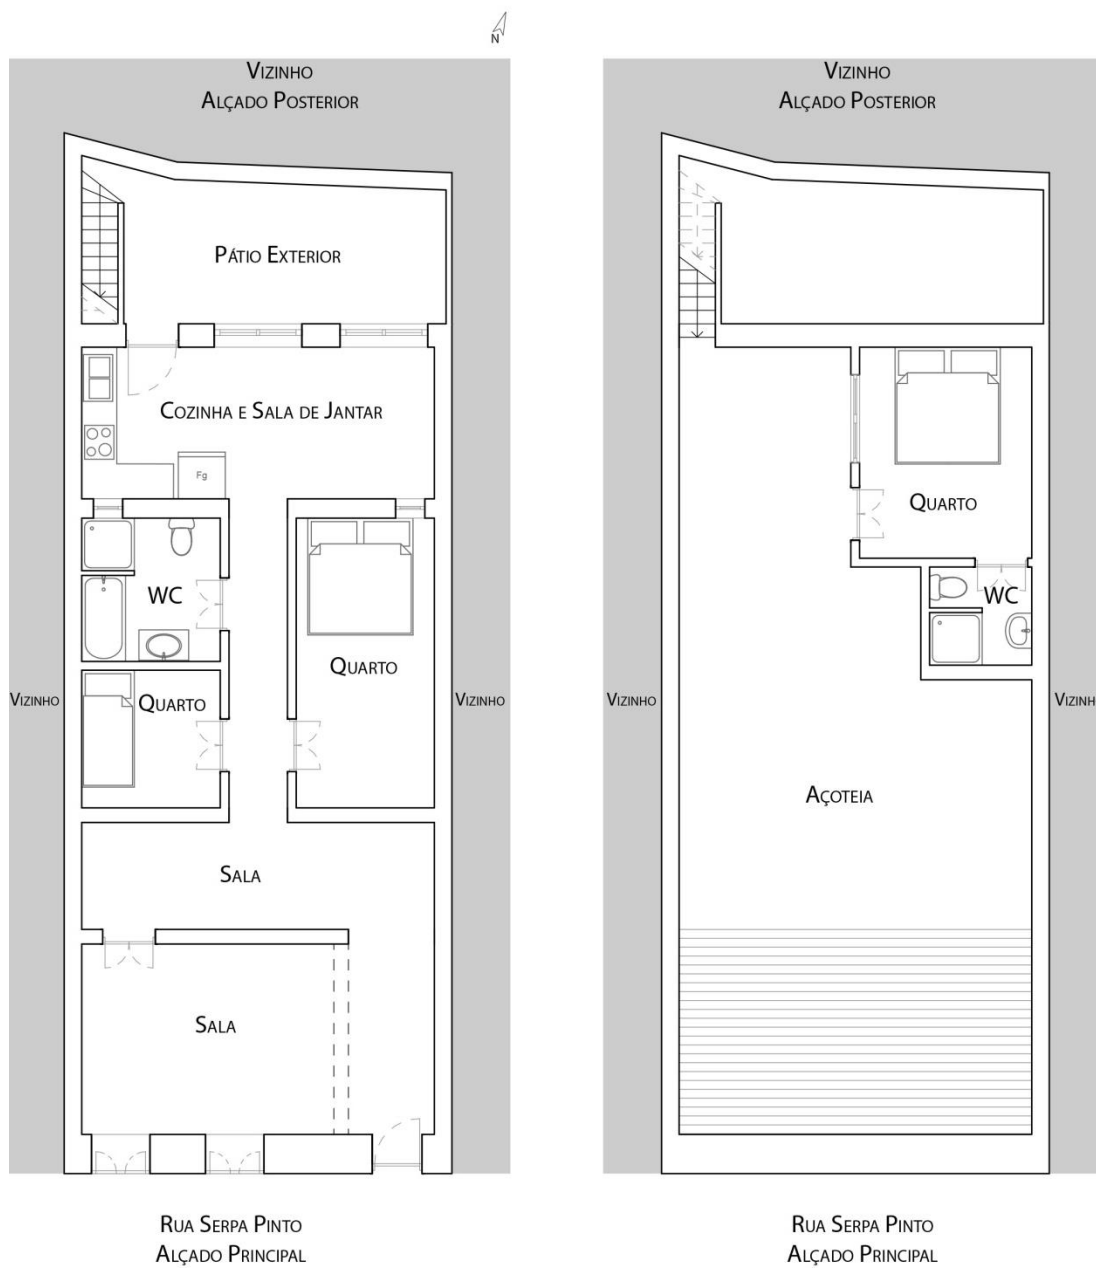 N
Vizinho
Alçado Posterior
Pátio Exterior
Cozinha e Sala de Jantar
Fg
WC
Quarto
Quarto
Vizinho
Vizinho
Sala
Sala
Rua Serpa Pinto
Alçado Principal
Vizinho
Alçado Posterior
Quarto
WC
Vizinho
Vizinh
Açoteia
Rua Serpa Pinto
Alçado Principal